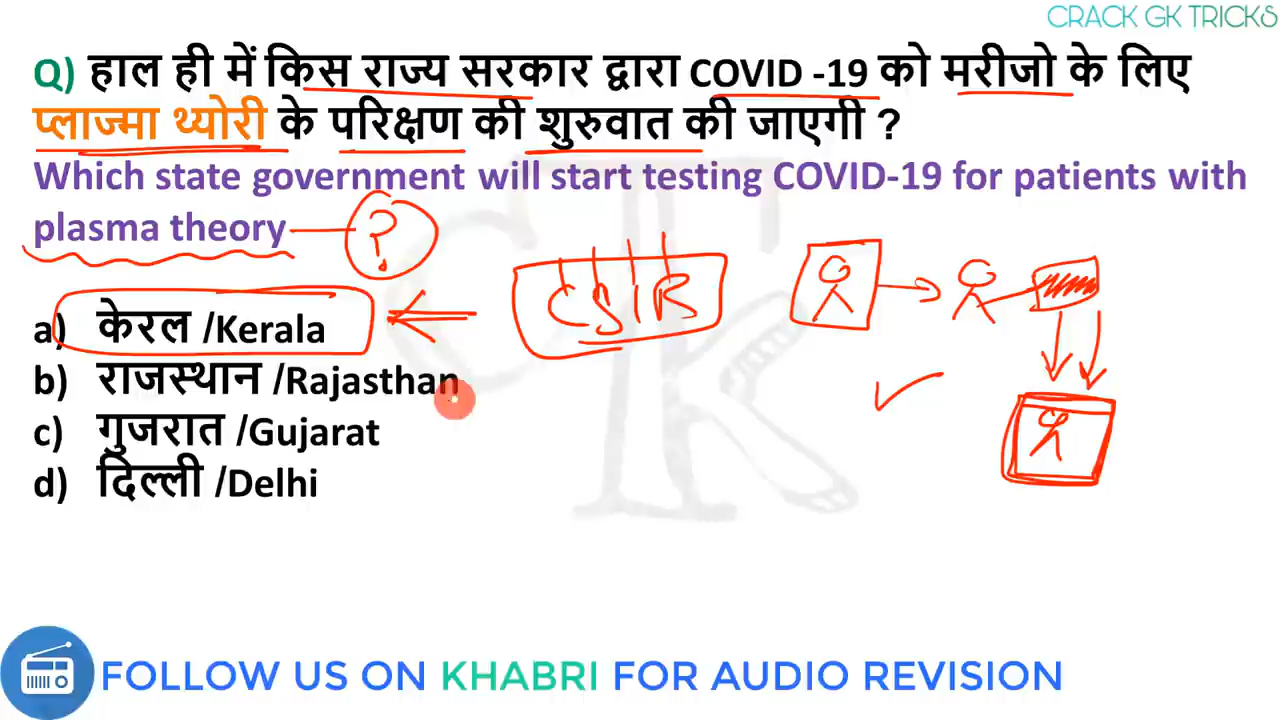 CRACK GK TRICKS
Q) हाल ही में किस राज्य सरकार द्वारा COVID -19 को मरीजो के लिए
प्लाज्मा थ्योरी के परिक्षण की शुरुवात की जाएगी ?
Which state government will start testing COVID-19 for patients with
plasma theory
?
CSIR
a) केरल /Kerala
b) राजस्थान /Rajasthan
c) गुजरात /Gujarat
d) दिल्ली /Delhi
FOLLOW US ON KHABRI FOR AUDIO REVISION